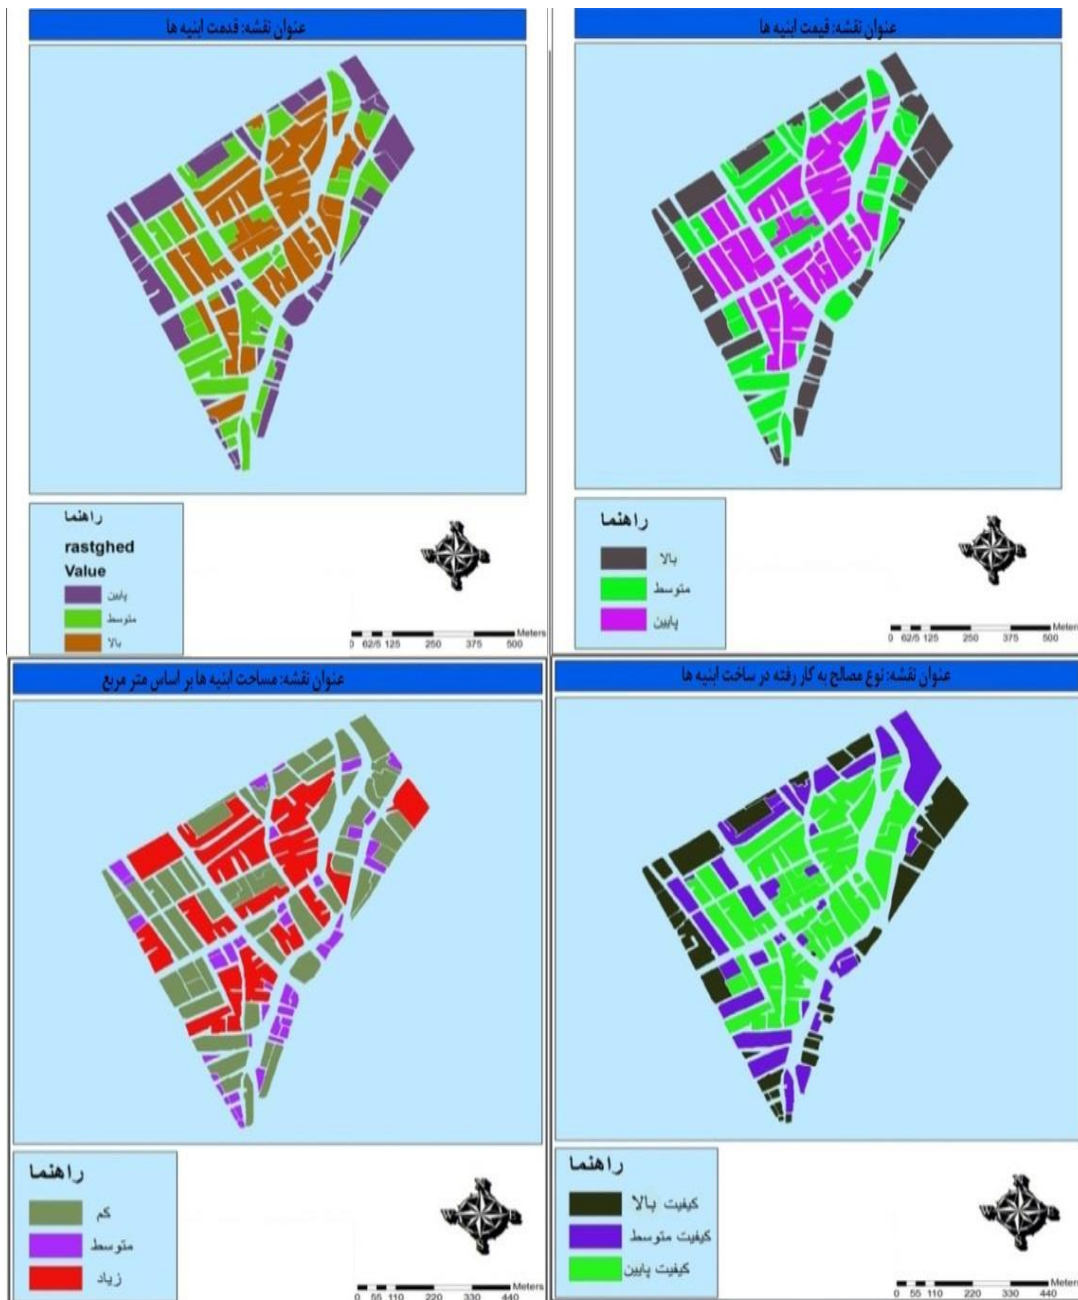 عنوان نقشه: قدمت ابنیه ها
راهنما
rastghed
Value
پایین
متوسط
بالا
Meters
0 62/5 125 250 375 500
عنوان نقشه: قیمت ابنیه ها
راهنما
بالا
متوسط
پایین
Meters
0 62/5 125 250 375 500
عنوان نقشه: مساحت ابنیه ها بر اساس متر مربع
راهنما
کم
متوسط
زیاد
Meters
0 55 110 220 330 440
عنوان نقشه: نوع مصالح به کار رفته در ساخت ابنیه ها
راهنما
کیفیت بالا
کیفیت متوسط
کیفیت پایین
Meters
0 55 110 220 330 440